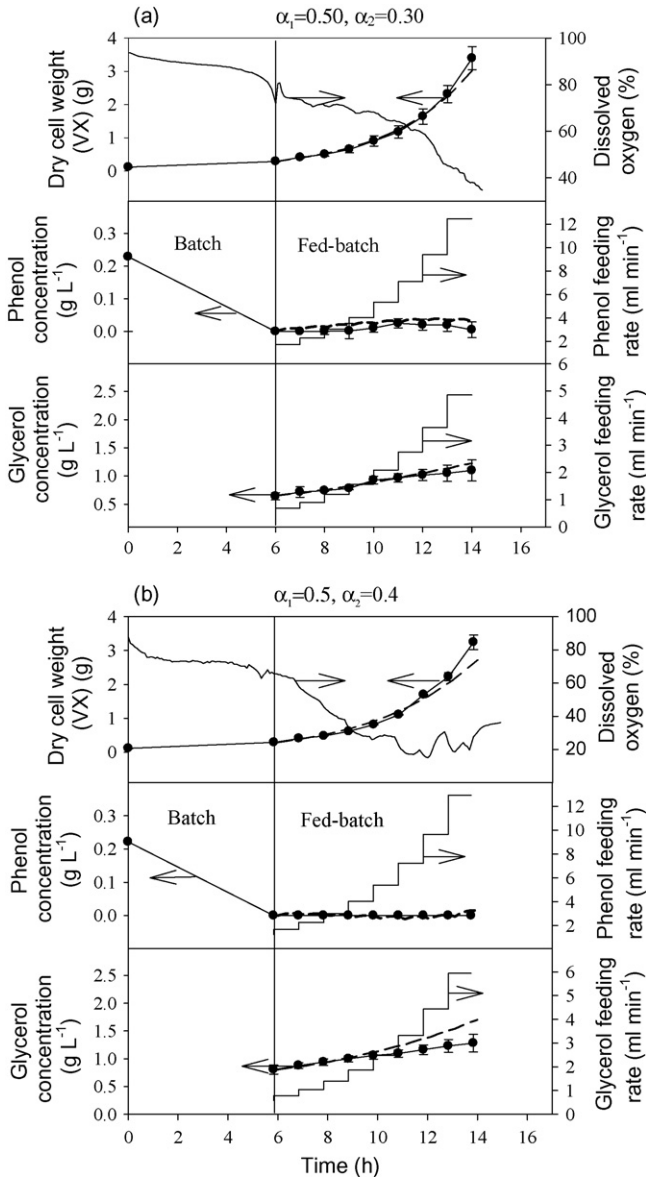 (a) α₁=0.50, α₂=0.30
Dry cell weight
(VX) (g)
4
3
2
1
0
100
80
60
40
Dissolved
oxygen (%)
Phenol
concentration
(g L⁻¹)
0.3
0.2
0.1
0.0
Batch
Fed-batch
12
10
8
6
4
2
Phenol feeding
rate (ml min⁻¹)
Glycerol
concentration
(g L⁻¹)
2.5
2.0
1.5
1.0
0.5
6
5
4
3
2
1
0
Glycerol feeding
rate (ml min⁻¹)
0 2 4 6 8 10 12 14 16
(b) α₁=0.5, α₂=0.4
Dry cell weight
(VX) (g)
4
3
2
1
0
100
80
60
40
20
Dissolved
oxygen (%)
Phenol
concentration
(g L⁻¹)
0.3
0.2
0.1
0.0
Batch
Fed-batch
12
10
8
6
4
2
Phenol feeding
rate (ml min⁻¹)
Glycerol
concentration
(g L⁻¹)
2.5
2.0
1.5
1.0
0.5
0.0
6
5
4
3
2
1
0
Glycerol feeding
rate (ml min⁻¹)
0 2 4 6 8 10 12 14 16
Time (h)